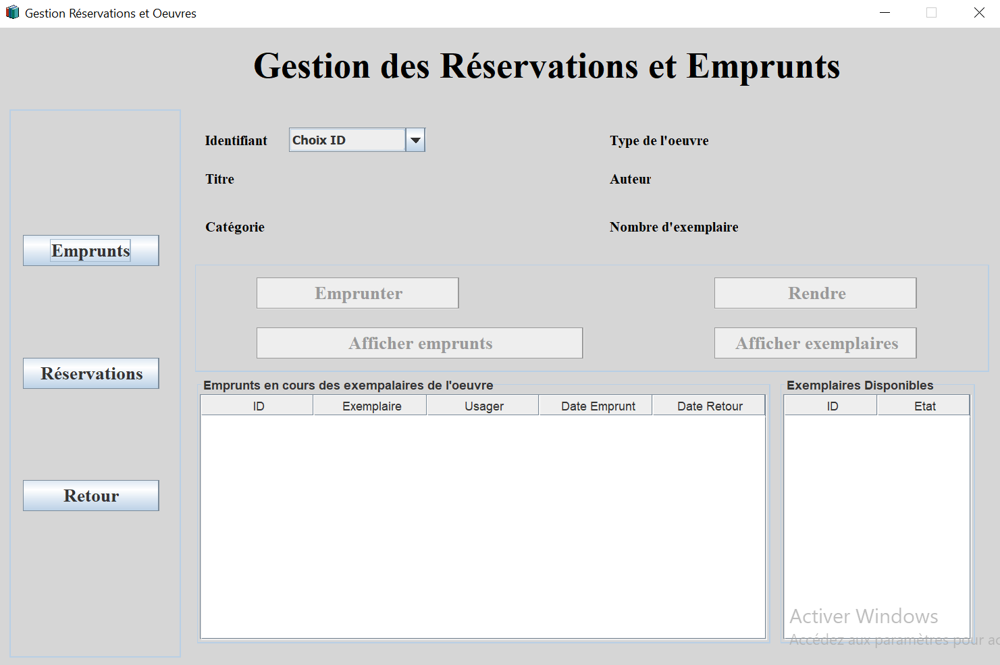 Gestion Réservations et Oeuvres
Gestion des Réservations et Emprunts
Identifiant
Choix ID
Type de l'oeuvre
Titre
Auteur
Catégorie
Nombre d'exemplaire
Emprunts
Réservations
Retour
Emprunter
Rendre
Afficher emprunts
Afficher exemplaires
Emprunts en cours des exempalaires de l'oeuvre
ID Exemplaire Usager Date Emprunt Date Retour
Exemplaires Disponibles
ID Etat
Activer Windows
Accédez aux paramètres pour ac